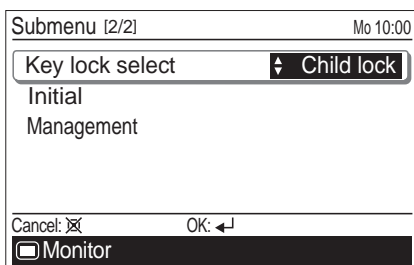 Submenu [2/2] Mo 10:00
Key lock select Child lock
Initial
Management
Cancel: OK:
Monitor